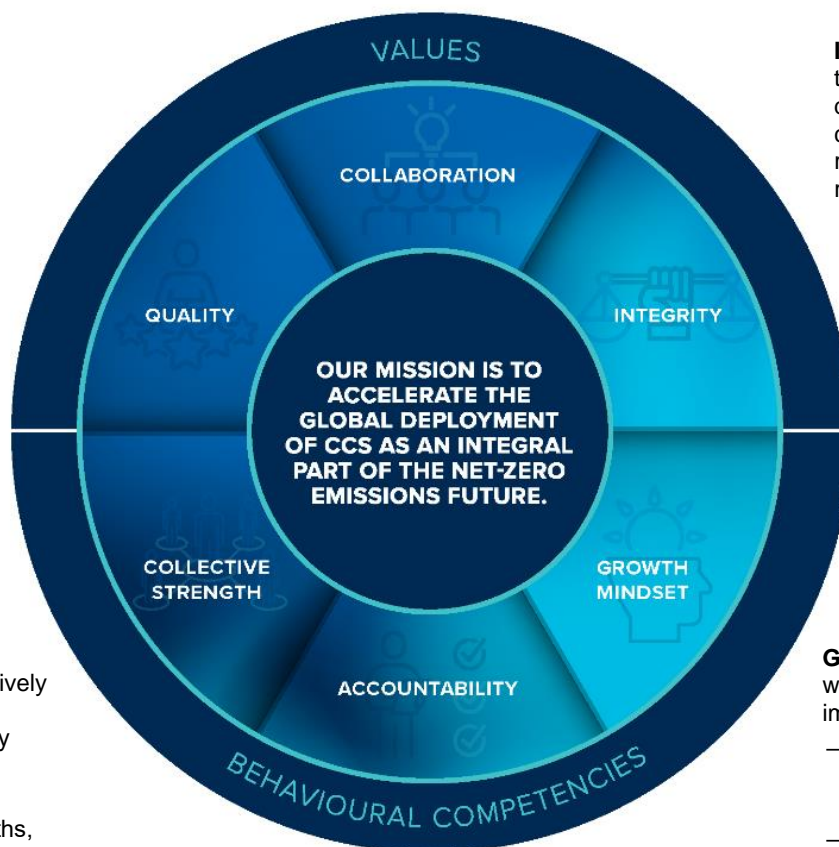 VALUES
COLLABORATION
QUALITY
INTEGRITY
OUR MISSION IS TO
ACCELERATE THE
GLOBAL DEPLOYMENT
OF CCS AS AN INTEGRAL
PART OF THE NET-ZERO
EMISSIONS FUTURE.
COLLECTIVE
STRENGTH
GROWTH
MINDSET
ACCOUNTABILITY
BEHAVIOURAL COMPETENCIES